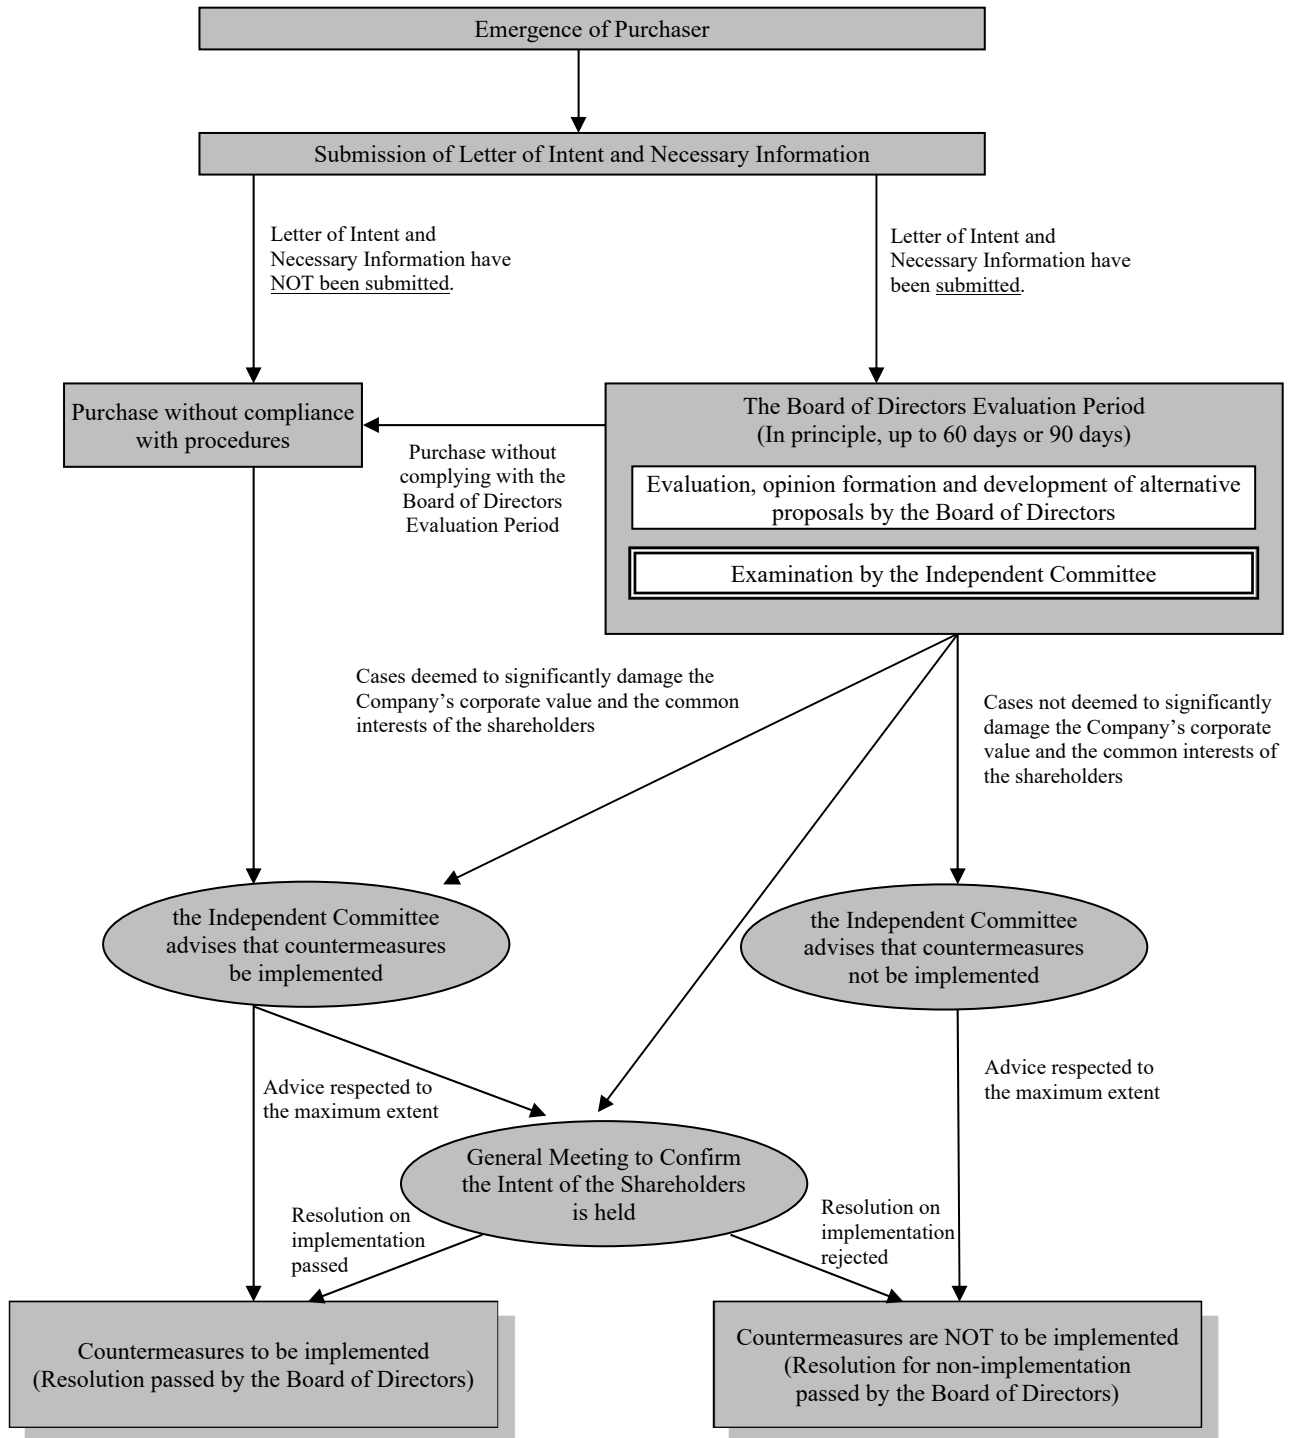 Emergence of Purchaser
Submission of Letter of Intent and Necessary Information
Letter of Intent and
Necessary Information have
NOT been submitted.
Letter of Intent and
Necessary Information have
been submitted.
Purchase without compliance
with procedures
Purchase without
complying with the
Board of Directors
Evaluation Period
The Board of Directors Evaluation Period
(In principle, up to 60 days or 90 days)
Evaluation, opinion formation and development of alternative
proposals by the Board of Directors
Examination by the Independent Committee
Cases deemed to significantly damage the
Company’s corporate value and the common
interests of the shareholders
Cases not deemed to significantly
damage the Company’s corporate
value and the common interests of
the shareholders
the Independent Committee
advises that countermeasures
be implemented
the Independent Committee
advises that countermeasures
not be implemented
Advice respected to
the maximum extent
Advice respected to
the maximum extent
General Meeting to Confirm
the Intent of the Shareholders
is held
Resolution on
implementation
passed
Resolution on
implementation
rejected
Countermeasures to be implemented
(Resolution passed by the Board of Directors)
Countermeasures are NOT to be implemented
(Resolution for non-implementation
passed by the Board of Directors)